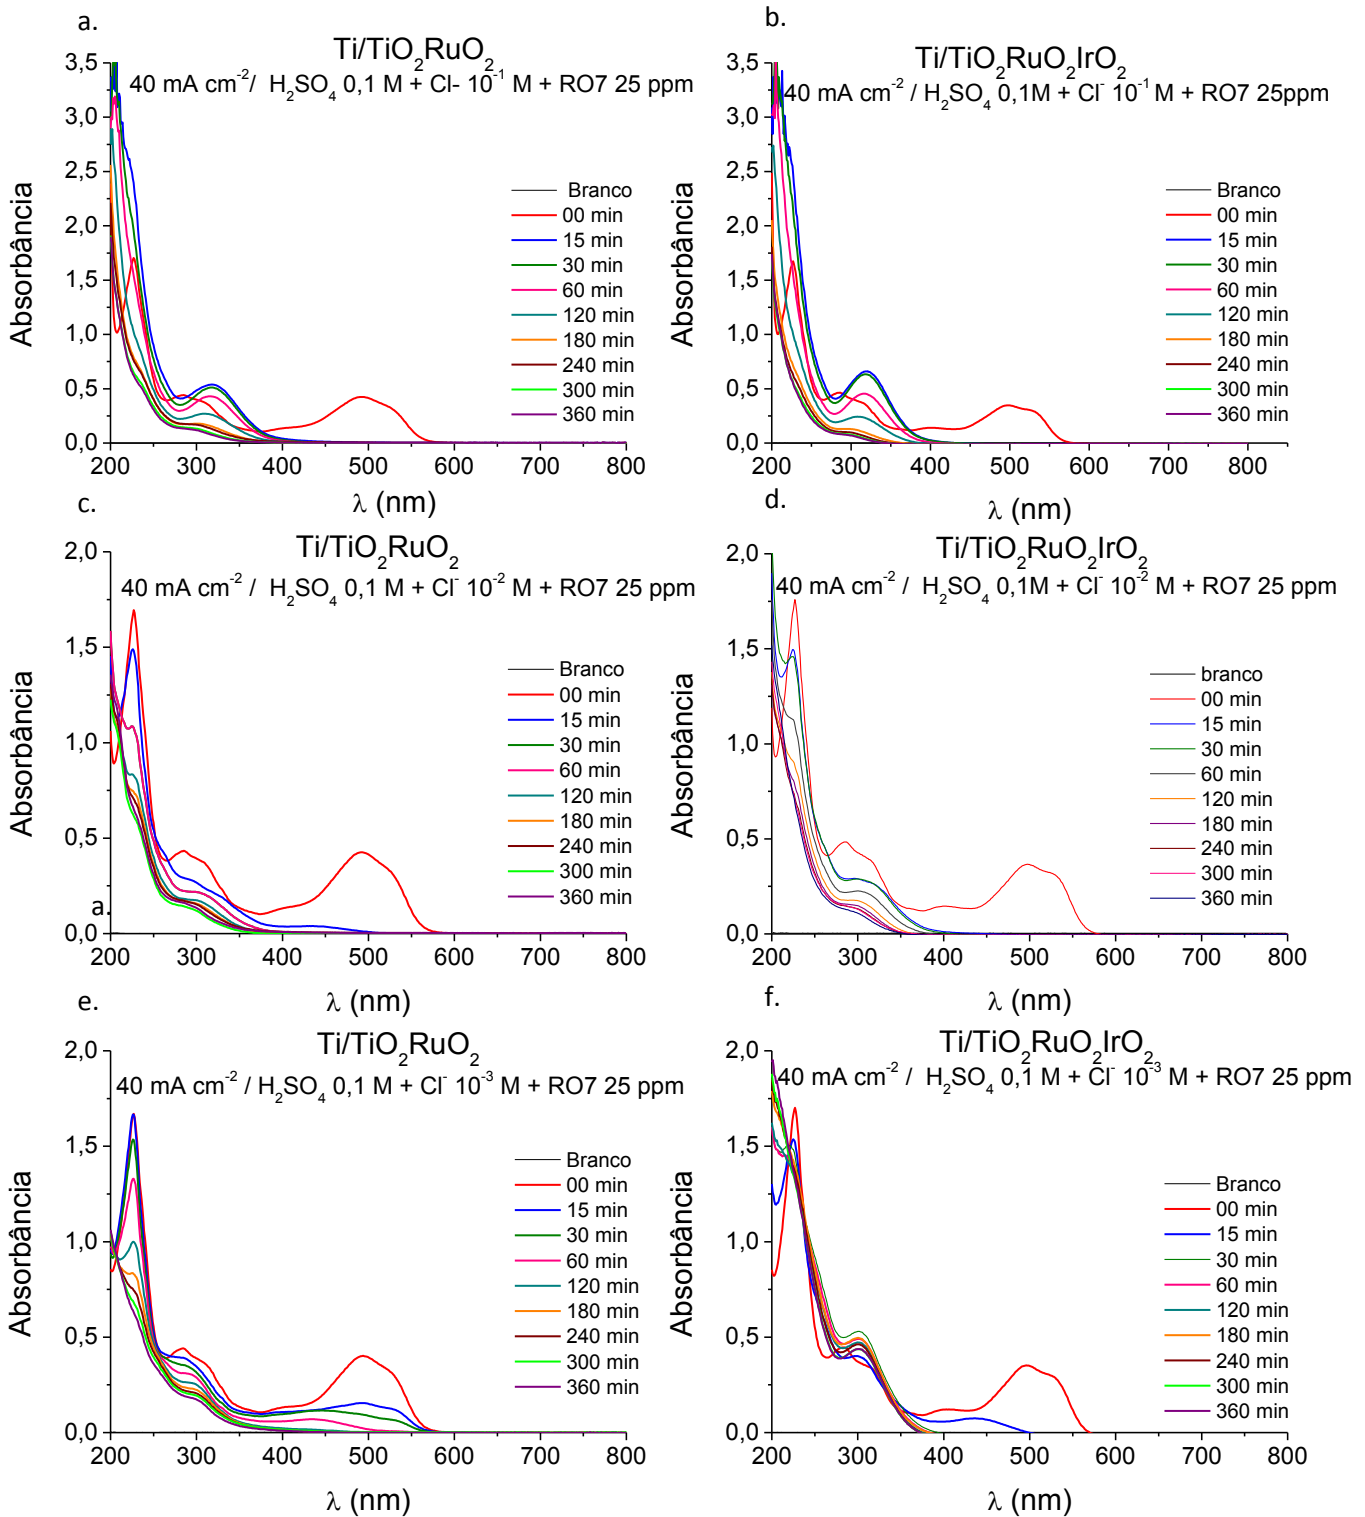 a.
Ti/TiO2RuO2
40 mA cm-2/ H2SO4 0,1 M + Cl- 10-1 M + RO7 25 ppm
3,5
3,0
2,5
2,0
1,5
1,0
0,5
0,0
Absorbância
Branco
00 min
15 min
30 min
60 min
120 min
180 min
240 min
300 min
360 min
200 300 400 500 600 700 800
λ (nm)
b.
Ti/TiO2RuO2IrO2
40 mA cm-2 / H2SO4 0,1M + Cl- 10-1 M + RO7 25ppm
3,5
3,0
2,5
2,0
1,5
1,0
0,5
0,0
Absorbância
Branco
00 min
15 min
30 min
60 min
120 min
180 min
240 min
300 min
360 min
200 300 400 500 600 700 800
λ (nm)
c.
Ti/TiO2RuO2
40 mA cm-2 / H2SO4 0,1 M + Cl- 10-2 M + RO7 25 ppm
2,0
1,5
1,0
0,5
a.
0,0
Absorbância
Branco
00 min
15 min
30 min
60 min
120 min
180 min
240 min
300 min
360 min
200 300 400 500 600 700 800
λ (nm)
d.
Ti/TiO2RuO2IrO2
40 mA cm-2 / H2SO4 0,1M + Cl- 10-2 M + RO7 25 ppm
2,0
1,5
1,0
0,5
0,0
Absorbância
branco
00 min
15 min
30 min
60 min
120 min
180 min
240 min
300 min
360 min
200 300 400 500 600 700 800
λ (nm)
e.
Ti/TiO2RuO2
40 mA cm-2 / H2SO4 0,1 M + Cl- 10-3 M + RO7 25 ppm
2,0
1,5
1,0
0,5
0,0
Absorbância
Branco
00 min
15 min
30 min
60 min
120 min
180 min
240 min
300 min
360 min
200 300 400 500 600 700 800
λ (nm)
f.
Ti/TiO2RuO2IrO2
40 mA cm-2 / H2SO4 0,1 M + Cl- 10-3 M + RO7 25 ppm
2,0
1,5
1,0
0,5
0,0
Absorbância
Branco
00 min
15 min
30 min
60 min
120 min
180 min
240 min
300 min
360 min
200 300 400 500 600 700 800
λ (nm)